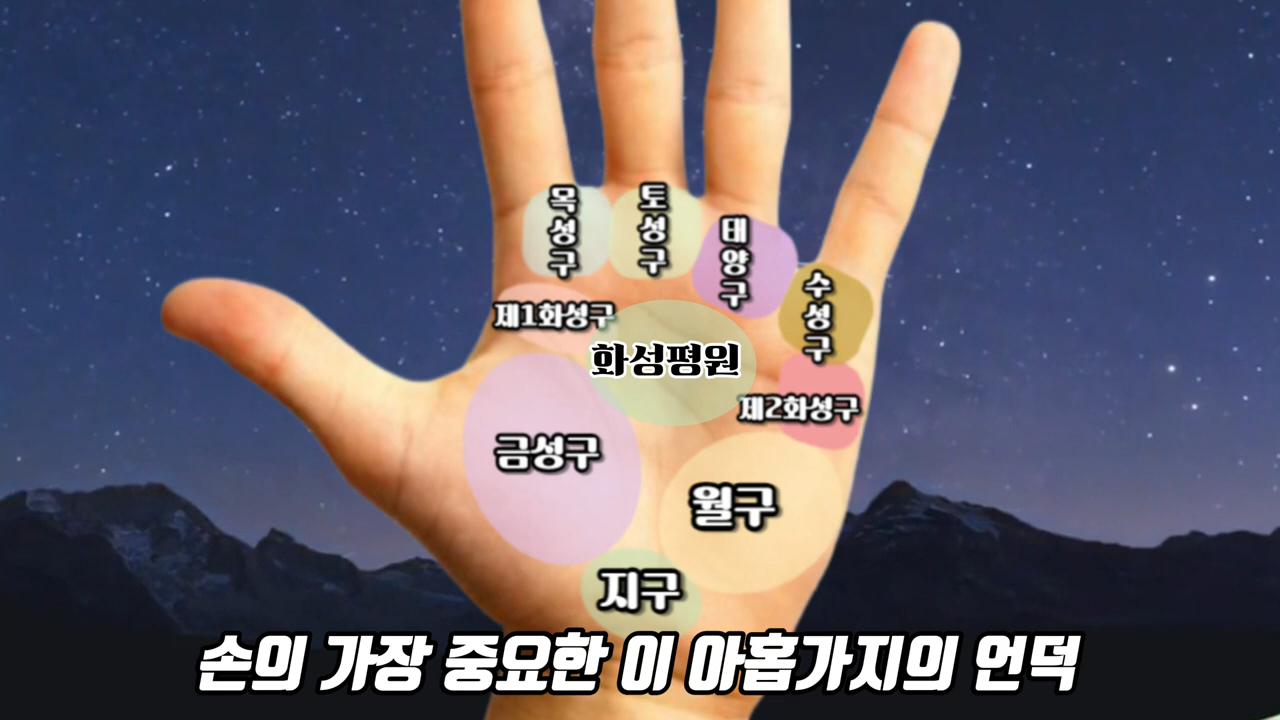 목성구
토성구
태양구
수성구
제1화성구
화성평원
제2화성구
금성구
월구
지구
손의 가장 중요한 이 아홉가지의 언덕